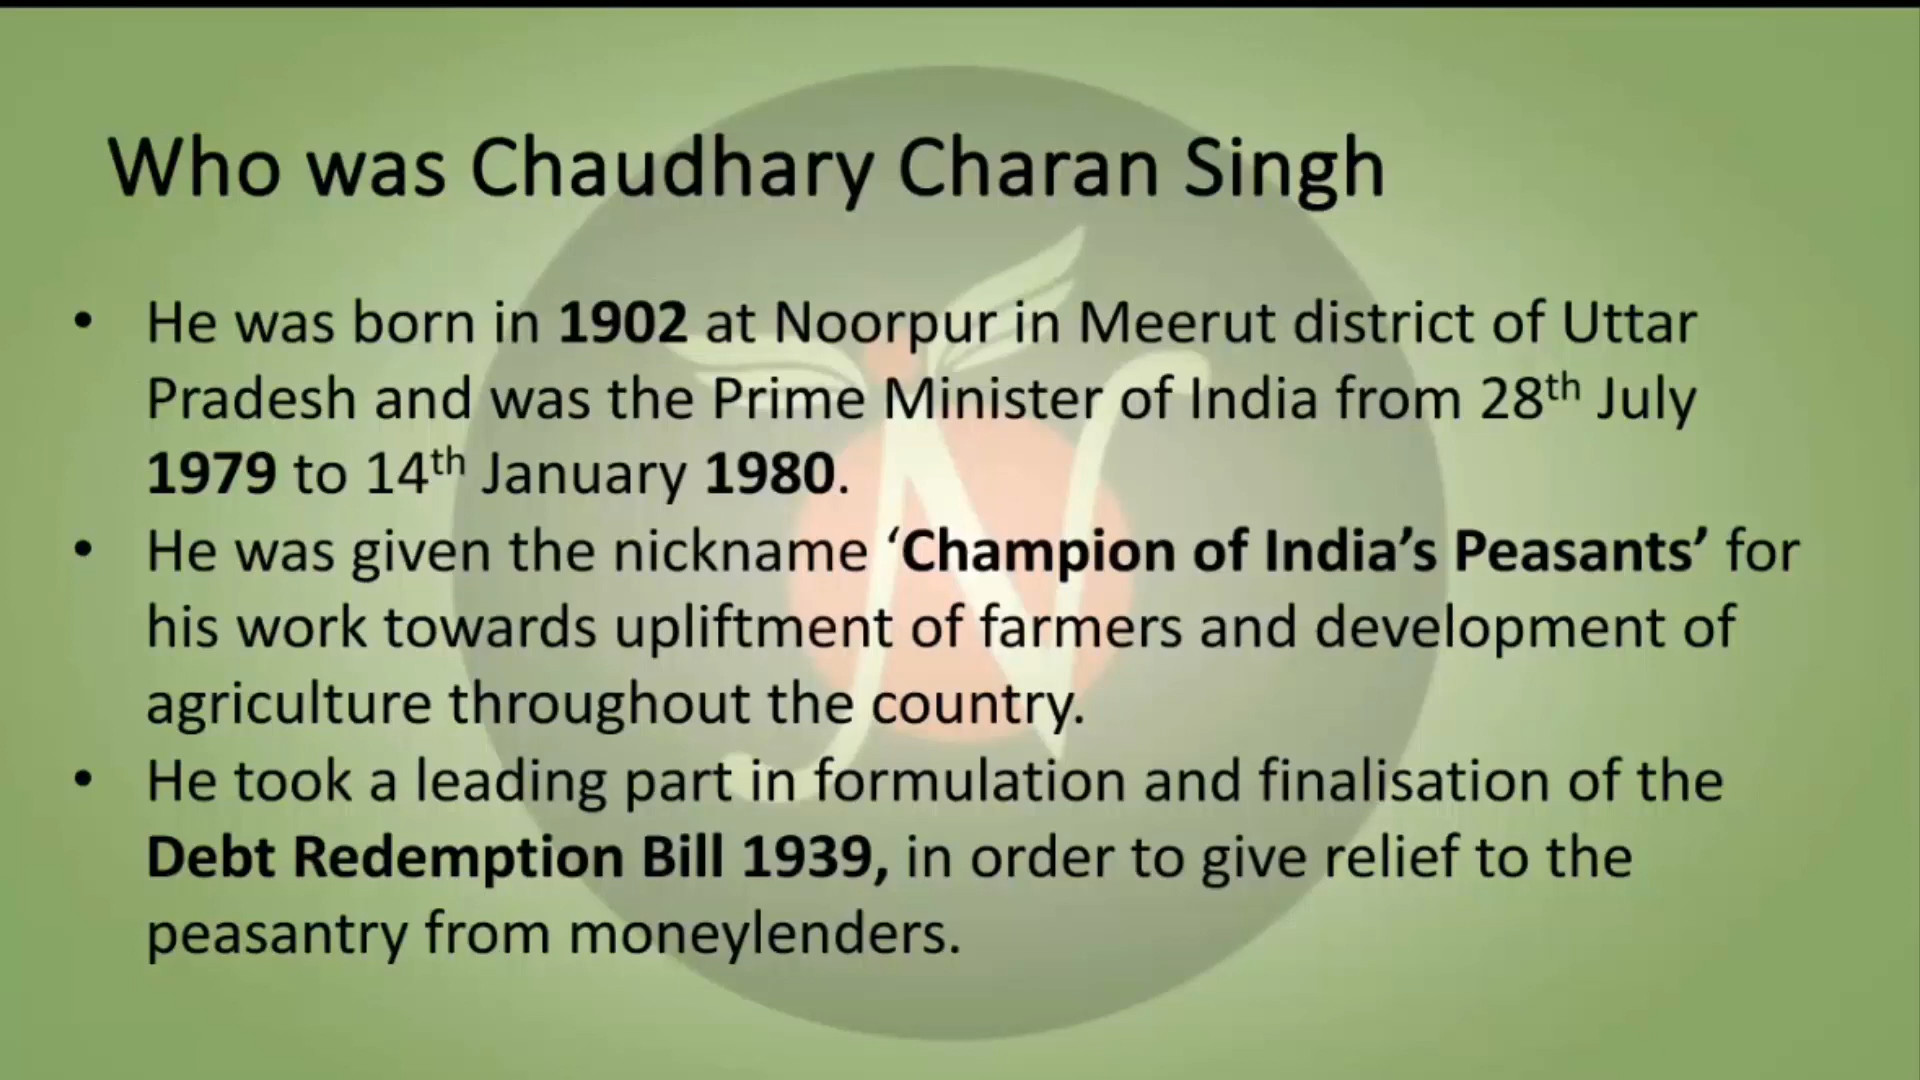 Who was Chaudhary Charan Singh
• He was born in 1902 at Noorpur in Meerut district of Uttar
Pradesh and was the Prime Minister of India from 28th July
1979 to 14th January 1980.
• He was given the nickname ‘Champion of India’s Peasants’ for
his work towards upliftment of farmers and development of
agriculture throughout the country.
• He took a leading part in formulation and finalisation of the
Debt Redemption Bill 1939, in order to give relief to the
peasantry from moneylenders.